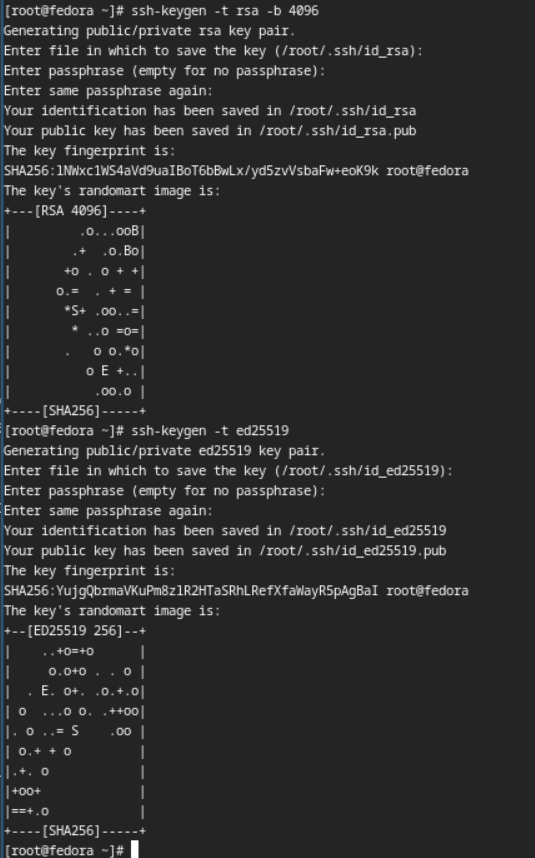 [root@fedora ~]# ssh-keygen -t rsa -b 4096
Generating public/private rsa key pair.
Enter file in which to save the key (/root/.ssh/id_rsa):
Enter passphrase (empty for no passphrase):
Enter same passphrase again:
Your identification has been saved in /root/.ssh/id_rsa
Your public key has been saved in /root/.ssh/id_rsa.pub
The key fingerprint is:
SHA256:lNWxc1WS4aVd9uaIBoT6bBwLx/yd5zvVsbaFw+eoK9k root@fedora
The key's randomart image is:
+---[RSA 4096]----+
|         .o...ooB|
|        .+  .o.Bo|
|       +o . o + +|
|      o.=  . + = |
|       *S+ .oo..=|
|        * ..o =o=|
|       .   o o.*o|
|          o E +..|
|           .oo.o |
+----[SHA256]-----+
[root@fedora ~]# ssh-keygen -t ed25519
Generating public/private ed25519 key pair.
Enter file in which to save the key (/root/.ssh/id_ed25519):
Enter passphrase (empty for no passphrase):
Enter same passphrase again:
Your identification has been saved in /root/.ssh/id_ed25519
Your public key has been saved in /root/.ssh/id_ed25519.pub
The key fingerprint is:
SHA256:YujgQbrmaVKuPm8zlR2HTaSRhLRefXfaWayR5pAgBaI root@fedora
The key's randomart image is:
+--[ED25519 256]--+
|    ..+o=+o      |
|     o.o+o . . o |
|  . E. o+. .o.+.o|
| o  ...o o. .++oo|
|. o ..= S    .oo |
| o.+ + o         |
|.+. o            |
|+oo+             |
|==+.o            |
+----[SHA256]-----+
[root@fedora ~]#